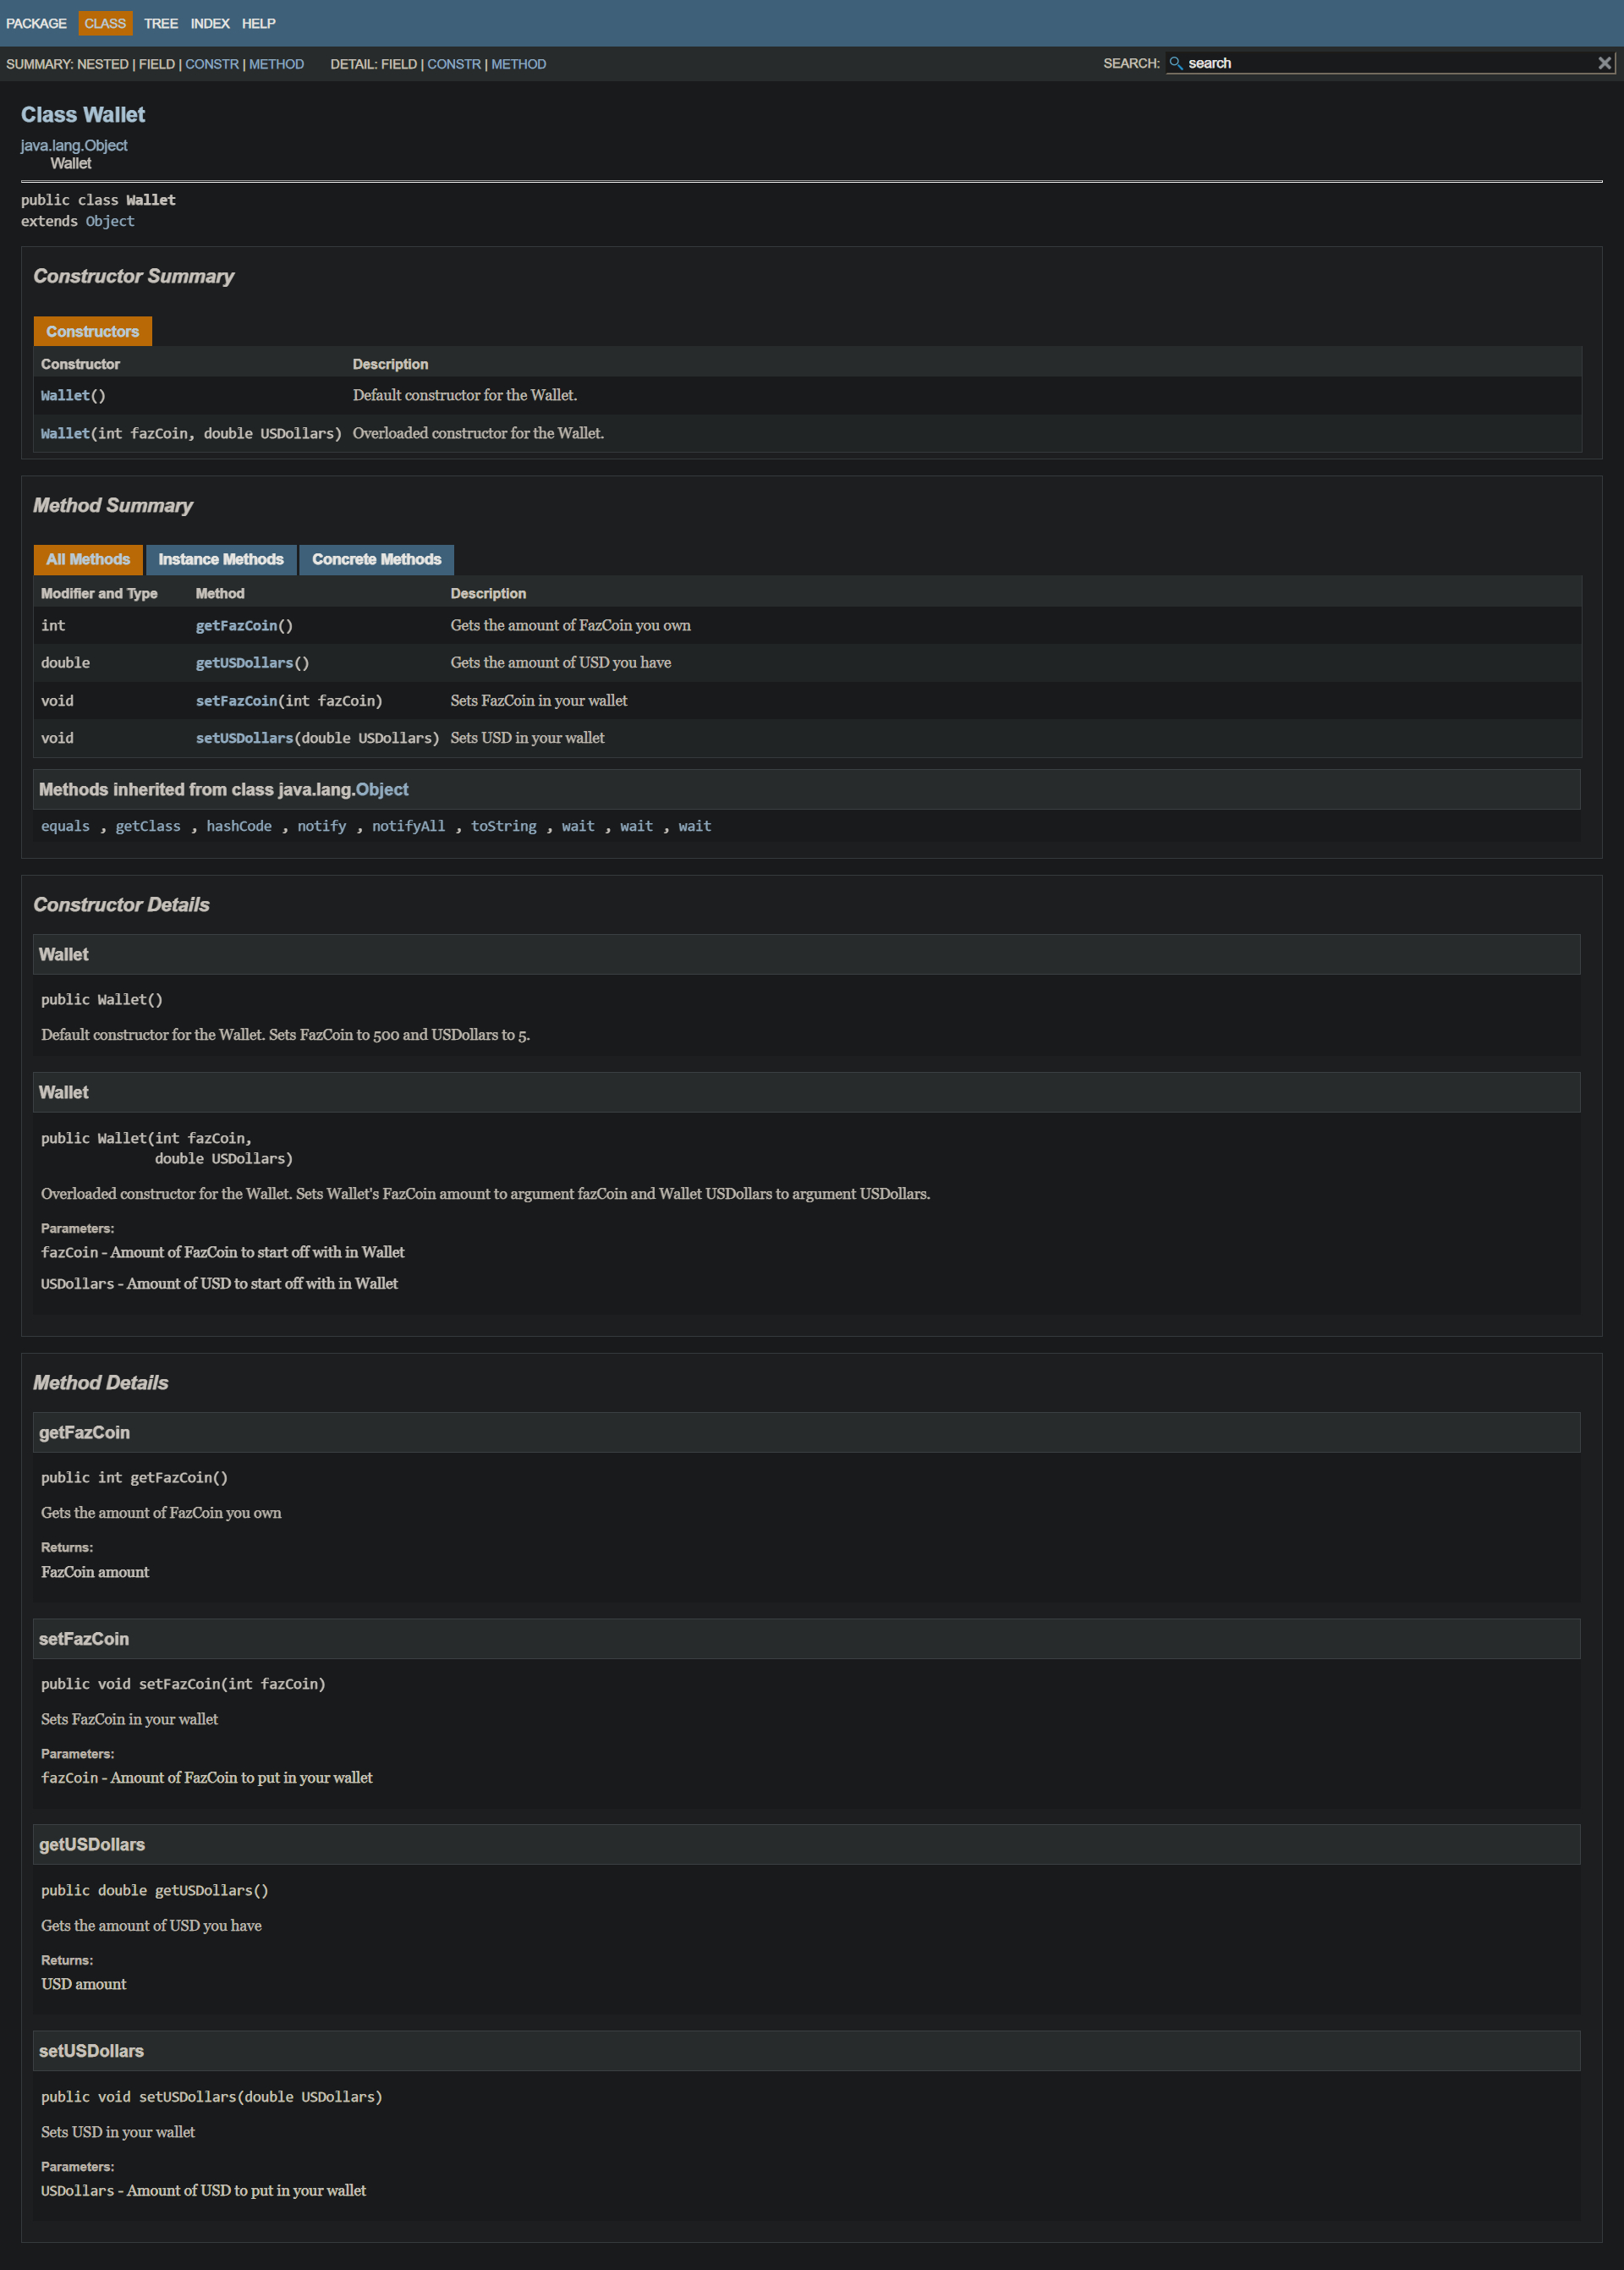 PACKAGE CLASS TREE INDEX HELP
SUMMARY: NESTED | FIELD | CONSTR | METHOD DETAIL: FIELD | CONSTR | METHOD SEARCH: search
Class Wallet
java.lang.Object
Wallet
public class Wallet
extends Object
Constructor Summary
Constructors
Constructor Description
Wallet() Default constructor for the Wallet.
Wallet(int fazCoin, double USDollars) Overloaded constructor for the Wallet.
Method Summary
All Methods Instance Methods Concrete Methods
Modifier and Type Method Description
int getFazCoin() Gets the amount of FazCoin you own
double getUSDollars() Gets the amount of USD you have
void setFazCoin(int fazCoin) Sets FazCoin in your wallet
void setUSDollars(double USDollars) Sets USD in your wallet
Methods inherited from class java.lang.Object
equals , getClass , hashCode , notify , notifyAll , toString , wait , wait , wait
Constructor Details
Wallet
public Wallet()
Default constructor for the Wallet. Sets FazCoin to 500 and USDollars to 5.
Wallet
public Wallet(int fazCoin,
double USDollars)
Overloaded constructor for the Wallet. Sets Wallet's FazCoin amount to argument fazCoin and Wallet USDollars to argument USDollars.
Parameters:
fazCoin - Amount of FazCoin to start off with in Wallet
USDollars - Amount of USD to start off with in Wallet
Method Details
getFazCoin
public int getFazCoin()
Gets the amount of FazCoin you own
Returns:
FazCoin amount
setFazCoin
public void setFazCoin(int fazCoin)
Sets FazCoin in your wallet
Parameters:
fazCoin - Amount of FazCoin to put in your wallet
getUSDollars
public double getUSDollars()
Gets the amount of USD you have
Returns:
USD amount
setUSDollars
public void setUSDollars(double USDollars)
Sets USD in your wallet
Parameters:
USDollars - Amount of USD to put in your wallet